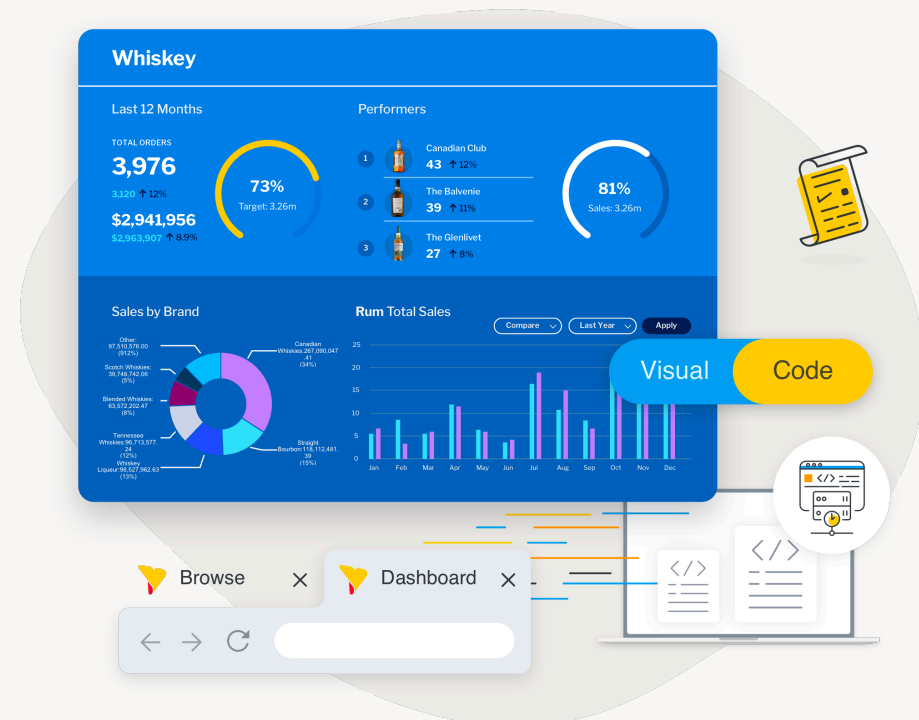 Whiskey
Last 12 Months
TOTAL ORDERS
3,976
3,120 ↑ 12%
$2,941,956
$2,963,907 ↑ 8.9%
73%
Target: 3.26m
Performers
1
Canadian Club
43 ↑ 12%
2
The Balvenie
39 ↑ 11%
3
The Glenlivet
27 ↑ 8%
81%
Sales: 3.26m
Sales by Brand
Other:
97,510,576.00
(912%)
Scotch Whiskies:
39,748,742.06
(5%)
Blended Whiskies:
63,572,202.47
(8%)
Tennessee
Whiskies:96,713,577.
24
(12%)
Whiskey
Liqueur:98,527,962.63
(13%)
Canadian
Whiskies:267,090,047
.41
(34%)
Straight
Bourbon:118,112,481.
39
(15%)
Rum Total Sales
Compare
Last Year
Apply
25
20
15
10
5
0
Jan Feb Mar Apr May Jun Jul Aug Sep Oct Nov Dec
Visual
Code
</>
</>
</>
Browse
Dashboard